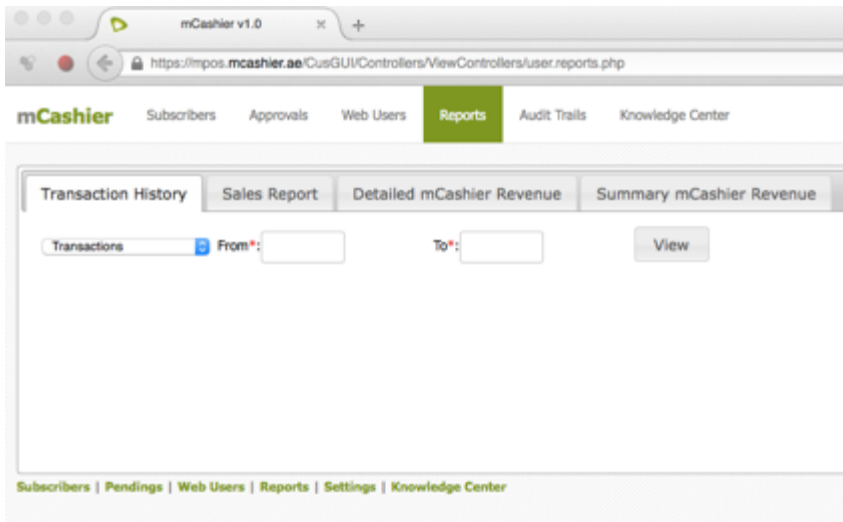 mCashier v1.0
https://mpos.mcashier.ae/CusGUI/Controllers/ViewControllers/user.reports.php
mCashier Subscribers Approvals Web Users Reports Audit Trails Knowledge Center
Transaction History Sales Report Detailed mCashier Revenue Summary mCashier Revenue
Transactions From*: To*: View
Subscribers | Pendings | Web Users | Reports | Settings | Knowledge Center